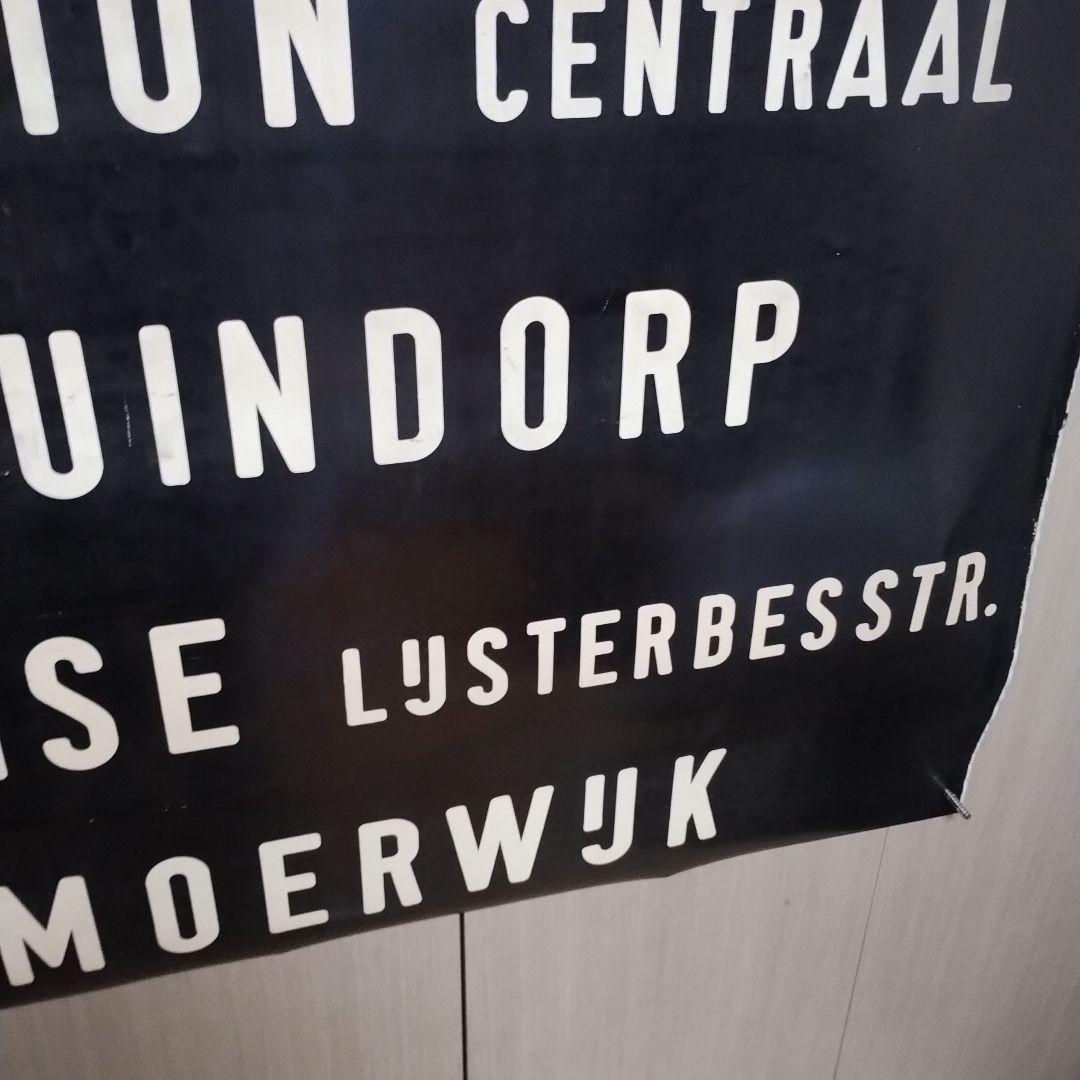 ION CENTRAAL
UINDORP
SE LIJSTERBESSTR.
MOERWIJK